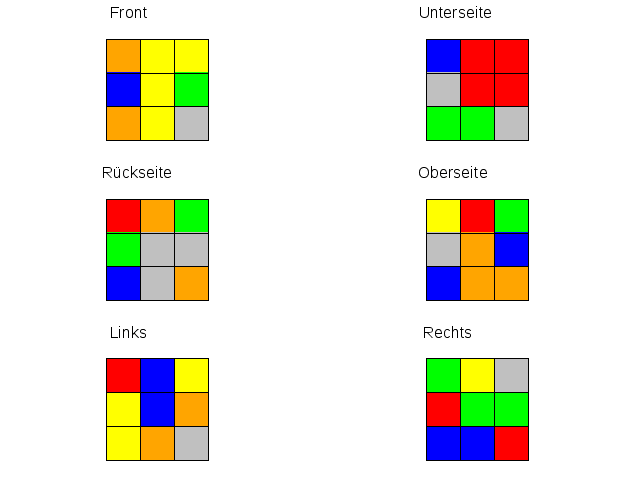 Front
Unterseite
Rückseite
Oberseite
Links
Rechts